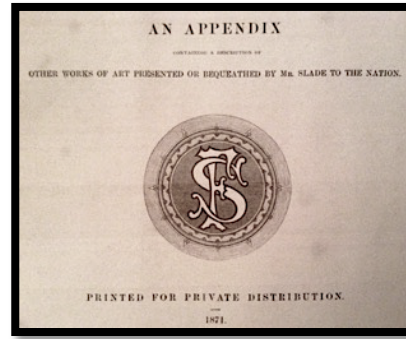 AN APPENDIX
CONTAINING A DESCRIPTION OF
OTHER WORKS OF ART PRESENTED OR BEQUEATHED BY Mr. SLADE TO THE NATION.
FS
PRINTED FOR PRIVATE DISTRIBUTION.
1871.